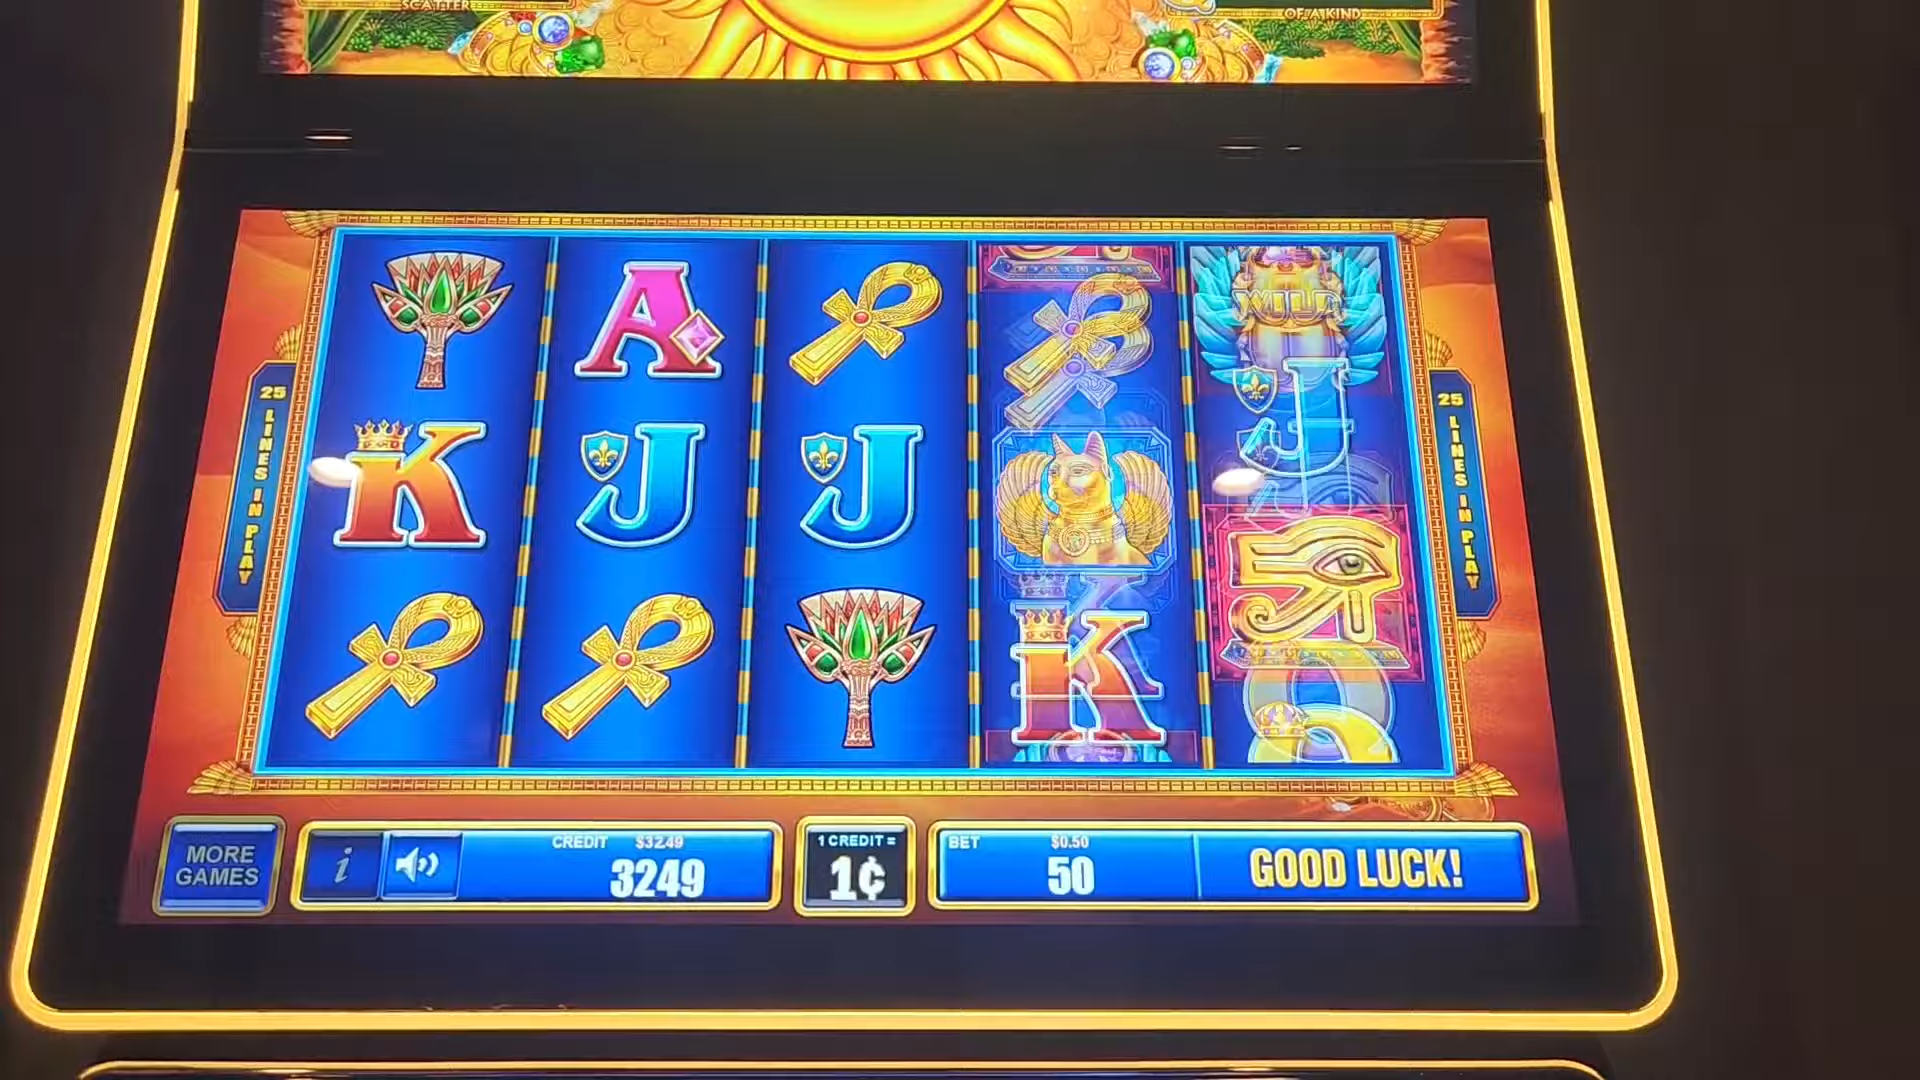 SCATTER
OF A KIND
A
WILD
25 LINES IN PLAY
K
J
J
J
25 LINES IN PLAY
K
Q
MORE
GAMES
i
CREDIT $32.49
3249
1 CREDIT =
1¢
BET $0.50
50
GOOD LUCK!